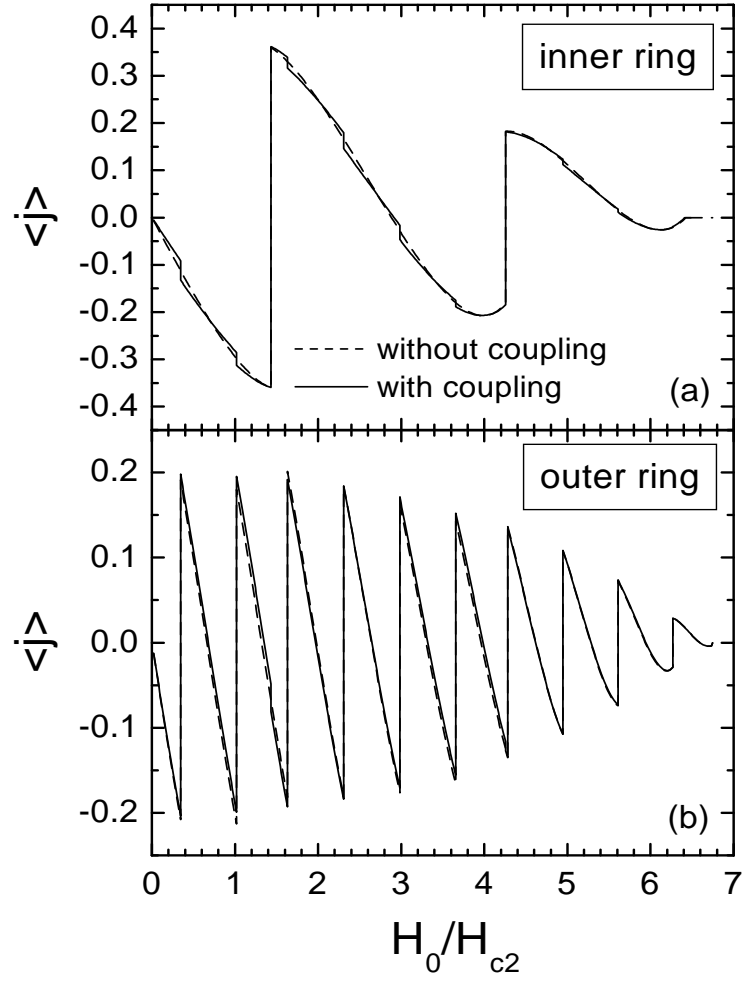 0.4
0.3
0.2
0.1
0.0
-0.1
-0.2
-0.3
-0.4
<j>
inner ring
without coupling
with coupling
(a)
0.2
0.1
0.0
-0.1
-0.2
<j>
outer ring
(b)
0 1 2 3 4 5 6 7
H₀/H_c2